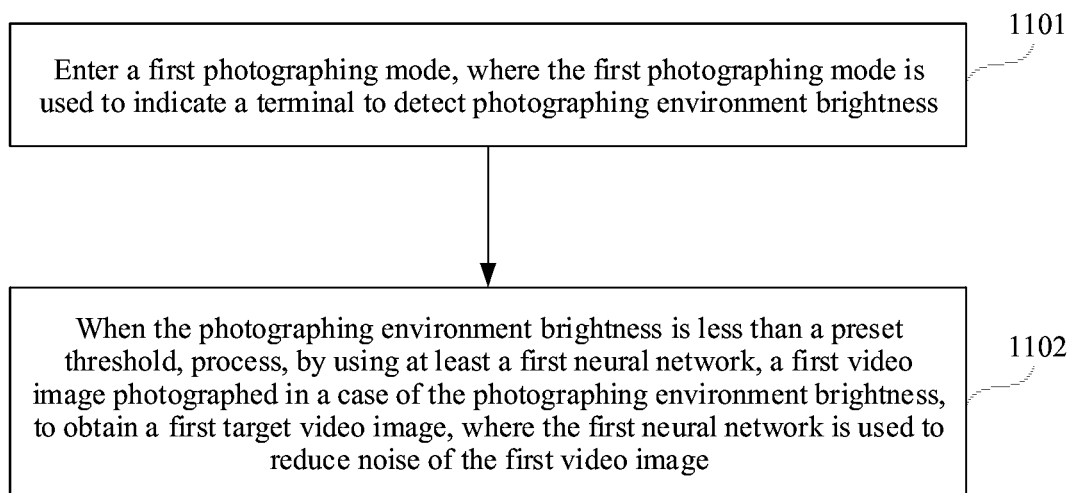 1101
Enter a first photographing mode, where the first photographing mode is
used to indicate a terminal to detect photographing environment brightness
When the photographing environment brightness is less than a preset
threshold, process, by using at least a first neural network, a first video
image photographed in a case of the photographing environment brightness,
to obtain a first target video image, where the first neural network is used to
reduce noise of the first video image
1102